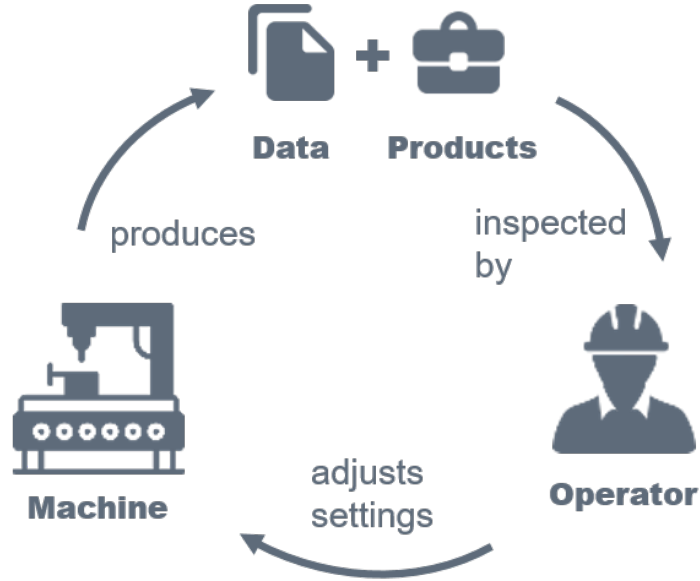 +
Data
Products
produces
inspected
by
Machine
Operator
adjusts
settings